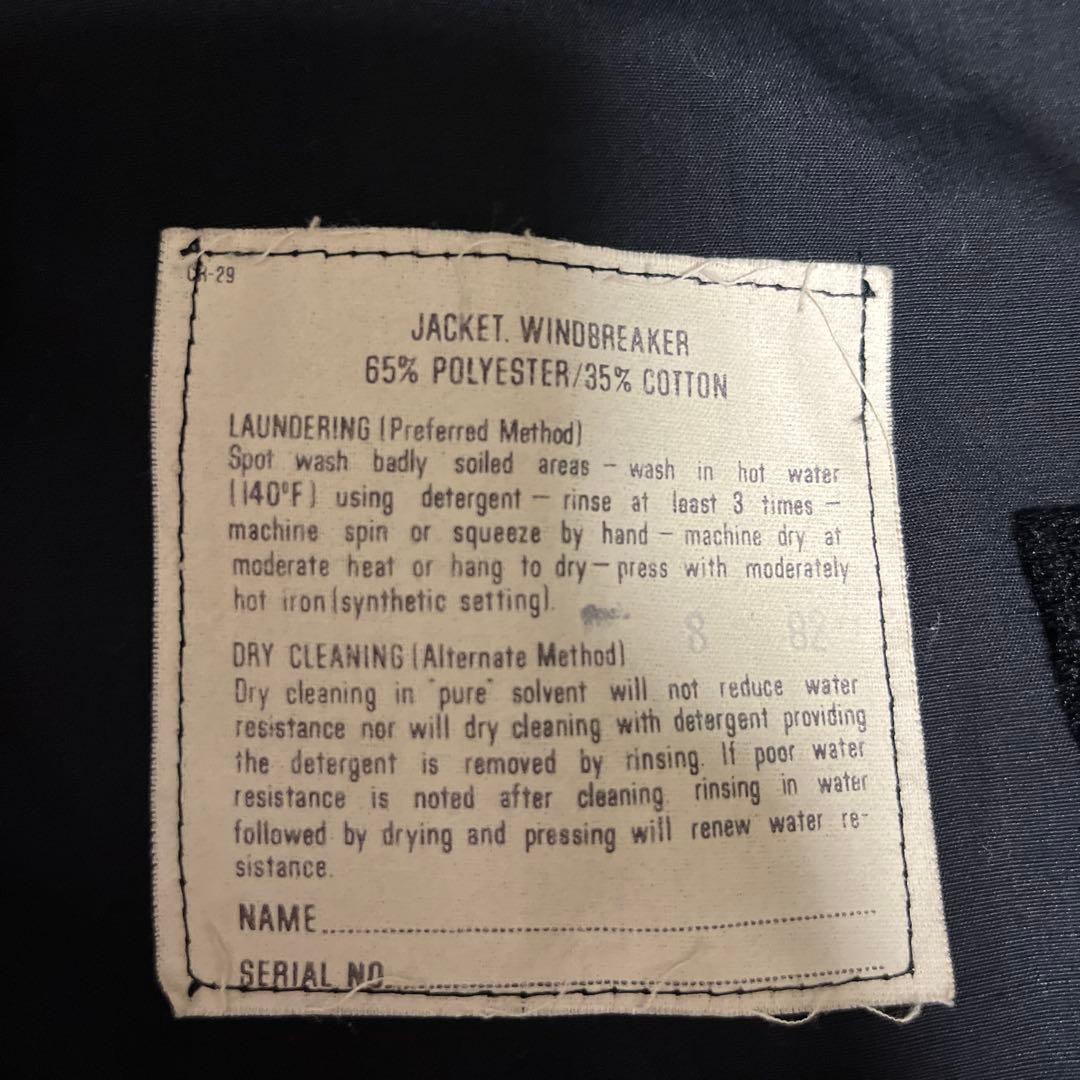 CR-29
JACKET. WINDBREAKER
65% POLYESTER/35% COTTON
LAUNDERING (Preferred Method)
Spot wash badly soiled areas – wash in hot water
(140°F) using detergent – rinse at least 3 times –
machine spin or squeeze by hand – machine dry at
moderate heat or hang to dry – press with moderately
hot iron (synthetic setting).
8 82
DRY CLEANING (Alternate Method)
Dry cleaning in "pure" solvent will not reduce water
resistance nor will dry cleaning with detergent providing
the detergent is removed by rinsing. If poor water
resistance is noted after cleaning, rinsing in water
followed by drying and pressing will renew water re-
sistance.
NAME
SERIAL NO.